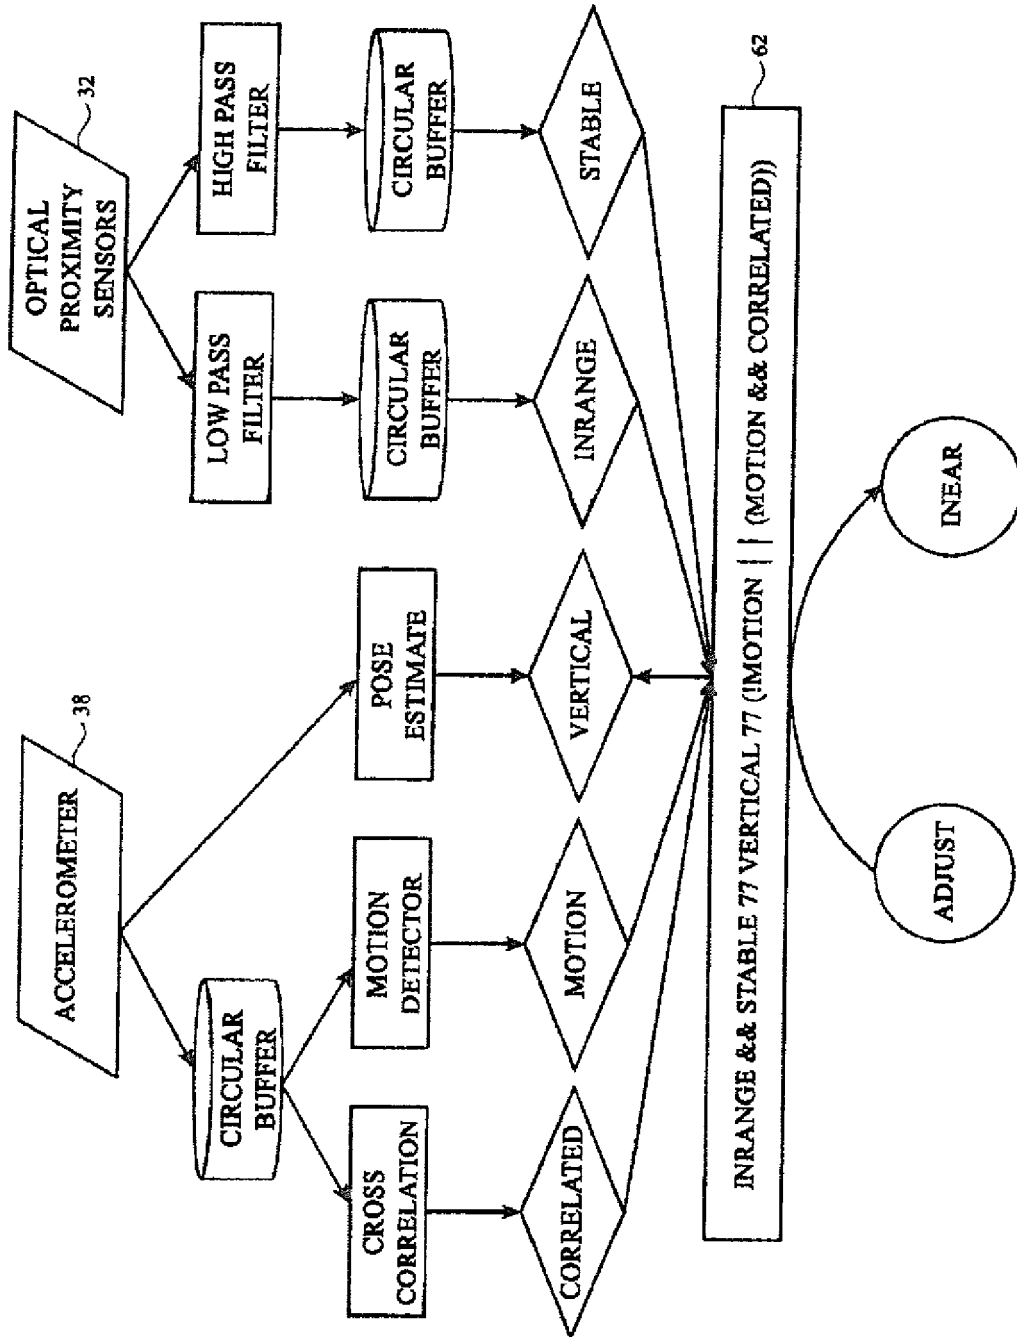 ACCELEROMETER
38
OPTICAL
PROXIMITY
SENSORS
32
CIRCULAR
BUFFER
LOW PASS
FILTER
HIGH PASS
FILTER
CROSS
CORRELATION
MOTION
DETECTOR
POSE
ESTIMATE
CIRCULAR
BUFFER
CIRCULAR
BUFFER
CORRELATED
MOTION
VERTICAL
INRANGE
STABLE
INRANGE && STABLE 77 VERTICAL 77 (!MOTION || (MOTION && CORRELATED))
62
ADJUST
INEAR